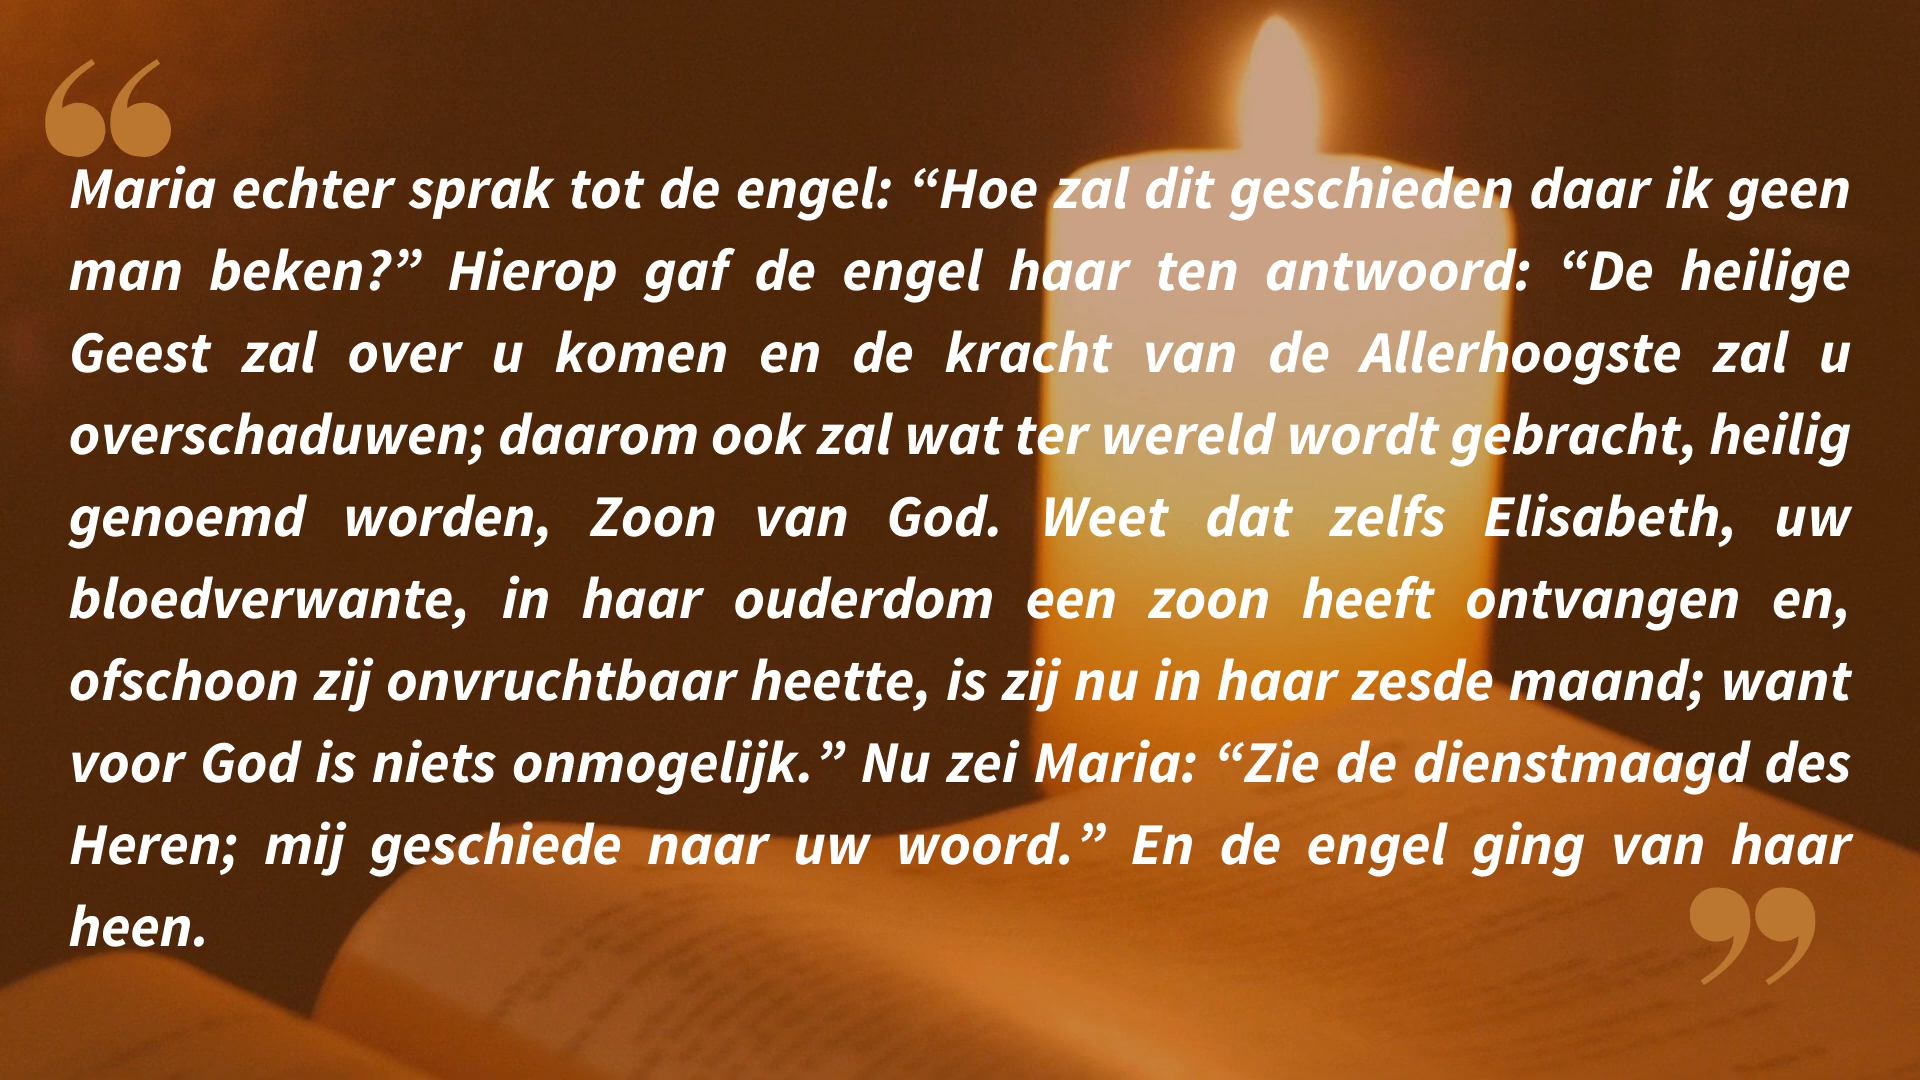 Maria echter sprak tot de engel: “Hoe zal dit geschieden daar ik geen
man beken?” Hierop gaf de engel haar ten antwoord: “De heilige
Geest zal over u komen en de kracht van de Allerhoogste zal u
overschaduwen; daarom ook zal wat ter wereld wordt gebracht, heilig
genoemd worden, Zoon van God. Weet dat zelfs Elisabeth, uw
bloedverwante, in haar ouderdom een zoon heeft ontvangen en,
ofschoon zij onvruchtbaar heette, is zij nu in haar zesde maand; want
voor God is niets onmogelijk.” Nu zei Maria: “Zie de dienstmaagd des
Heren; mij geschiede naar uw woord.” En de engel ging van haar
heen.